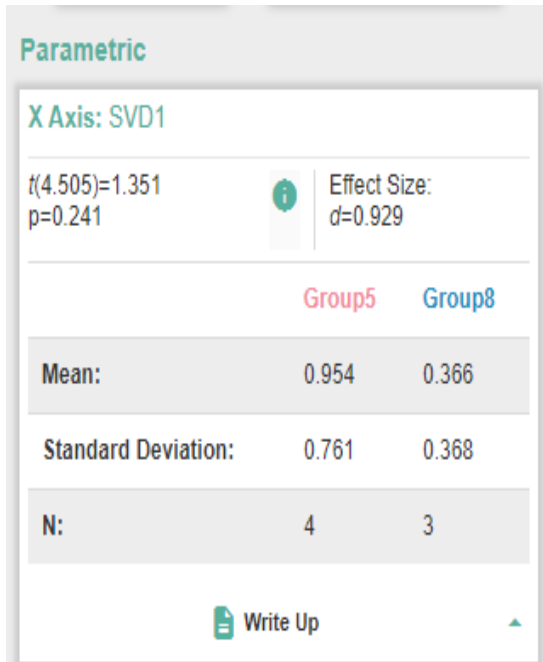 Parametric
X Axis: SVD1
t(4.505)=1.351
p=0.241
Effect Size:
d=0.929
Group5 Group8
Mean: 0.954 0.366
Standard Deviation: 0.761 0.368
N: 4 3
Write Up